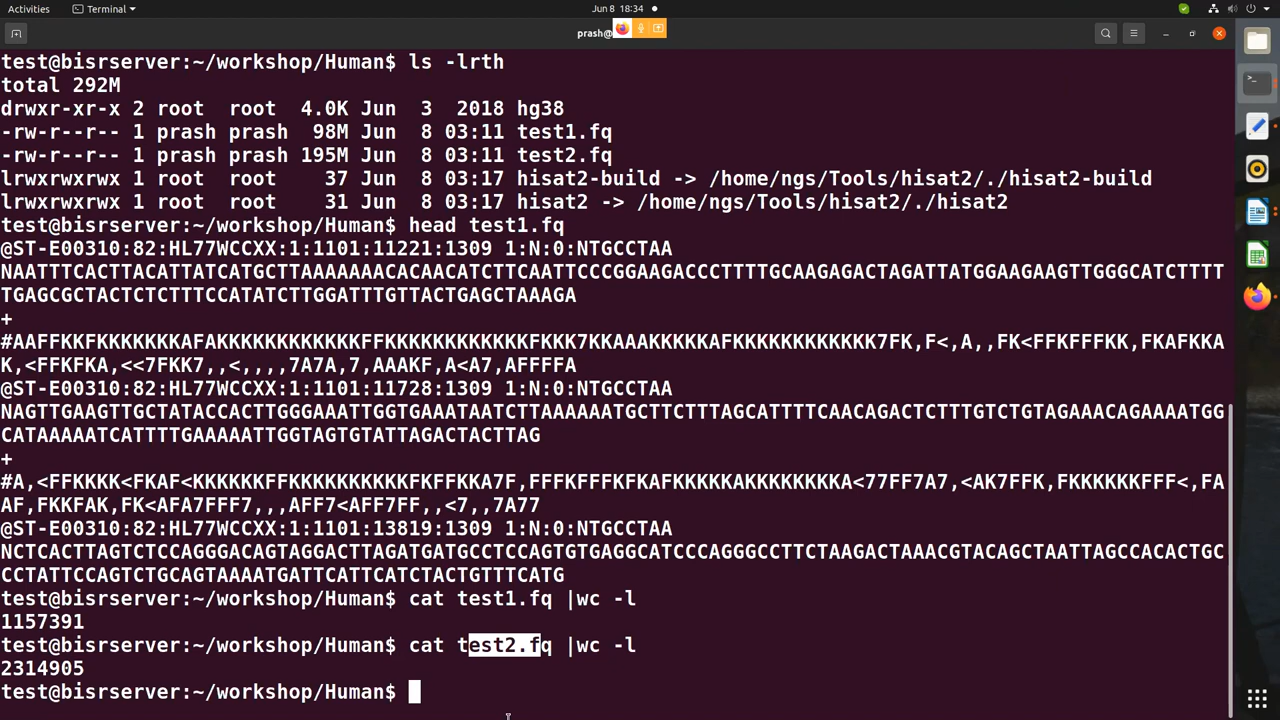 Activities Terminal Jun 8 18:34
prash@
test@bisrserver:~/workshop/Human$ ls -lrth
total 292M
drwxr-xr-x 2 root root 4.0K Jun 3 2018 hg38
-rw-r--r-- 1 prash prash 98M Jun 8 03:11 test1.fq
-rw-r--r-- 1 prash prash 195M Jun 8 03:11 test2.fq
lrwxrwxrwx 1 root root 37 Jun 8 03:17 hisat2-build -> /home/ngs/Tools/hisat2/./hisat2-build
lrwxrwxrwx 1 root root 31 Jun 8 03:17 hisat2 -> /home/ngs/Tools/hisat2/./hisat2
test@bisrserver:~/workshop/Human$ head test1.fq
@ST-E00310:82:HL77WCCXX:1:1101:11221:1309 1:N:0:NTGCCTAA
NAATTTCACTTACATTATCATGCTTAAAAAAACACAACATCTTCAATTCCCGGAAGACCCTTTTGCAAGAGACTAGATTATGGAAGAAGTTGGGCATCTTTT
TGAGCGCTACTCTCTTTCCATATCTTGGATTTGTTACTGAGCTAAAGA
+
#AAFFKKFKKKKKKKAFAKKKKKKKKKKKKFFKKKKKKKKKKKKFKKK7KKAAAKKKKKAFKKKKKKKKKKKK7FK,F<,A,,FK<FFKFFFKK,FKAFKKA
K,<FFKFKA,<<7FKK7,,<,,,,7A7A,7,AAAKF,A<A7,AFFFFA
@ST-E00310:82:HL77WCCXX:1:1101:11728:1309 1:N:0:NTGCCTAA
NAGTTGAAGTTGCTATACCACTTGGGAAATTGGTGAAATAATCTTAAAAAATGCTTCTTTAGCATTTTCAACAGACTCTTTGTCTGTAGAAACAGAAAATGG
CATAAAAATCATTTTGAAAAATTGGTAGTGTATTAGACTACTTAG
+
#A,<FFKKKK<FKAF<KKKKKKFFKKKKKKKKKKFKFFKKA7F,FFFKFFFKFKAFKKKKKAKKKKKKKKA<77FF7A7,<AK7FFK,FKKKKKKFFF<,FA
AF,FKKFAK,FK<AFA7FFF7,,,AFF7<AFF7FF,,<7,,7A77
@ST-E00310:82:HL77WCCXX:1:1101:13819:1309 1:N:0:NTGCCTAA
NCTCACTTAGTCTCCAGGGACAGTAGGACTTAGATGATGCCTCCAGTGTGAGGCATCCCAGGGCCTTCTAAGACTAAACGTACAGCTAATTAGCCACACTGC
CCTATTCCAGTCTGCAGTAAAATGATTCATTCATCTACTGTTTCATG
test@bisrserver:~/workshop/Human$ cat test1.fq |wc -l
1157391
test@bisrserver:~/workshop/Human$ cat test2.fq |wc -l
2314905
test@bisrserver:~/workshop/Human$